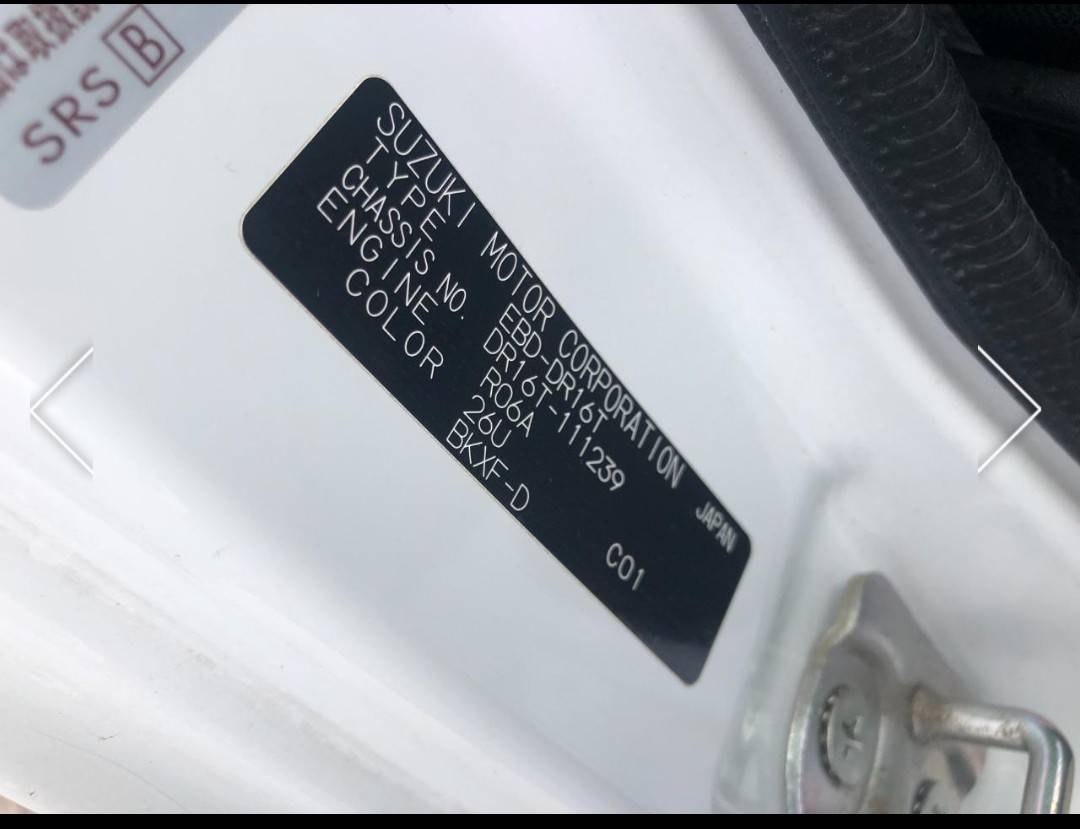 SRS B
SUZUKI MOTOR CORPORATION JAPAN
TYPE EBD-DR16T
CHASSIS NO. DR16T-111239
ENGINE R06A
COLOR 26U
BKXF-D C01